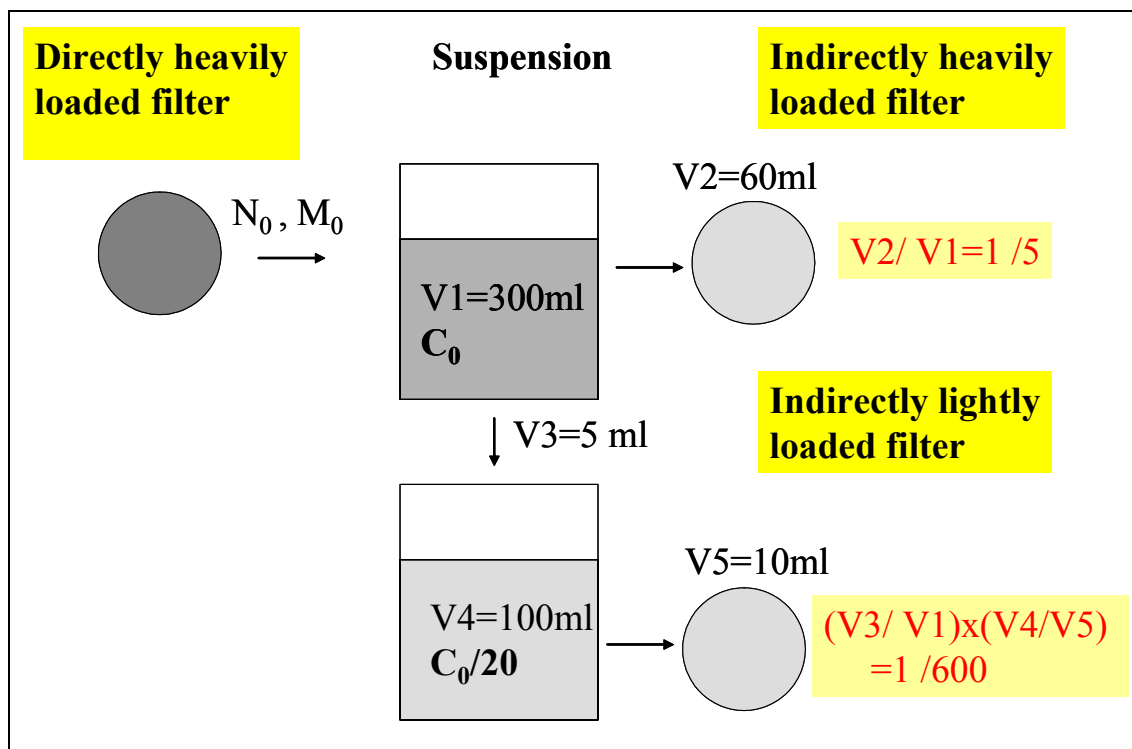 Directly heavily
loaded filter
Suspension
Indirectly heavily
loaded filter
N₀ , M₀
V2=60ml
V2/ V1=1 /5
V1=300ml
C₀
Indirectly lightly
loaded filter
V3=5 ml
V5=10ml
V4=100ml
C₀/20
(V3/ V1)x(V4/V5)
=1 /600